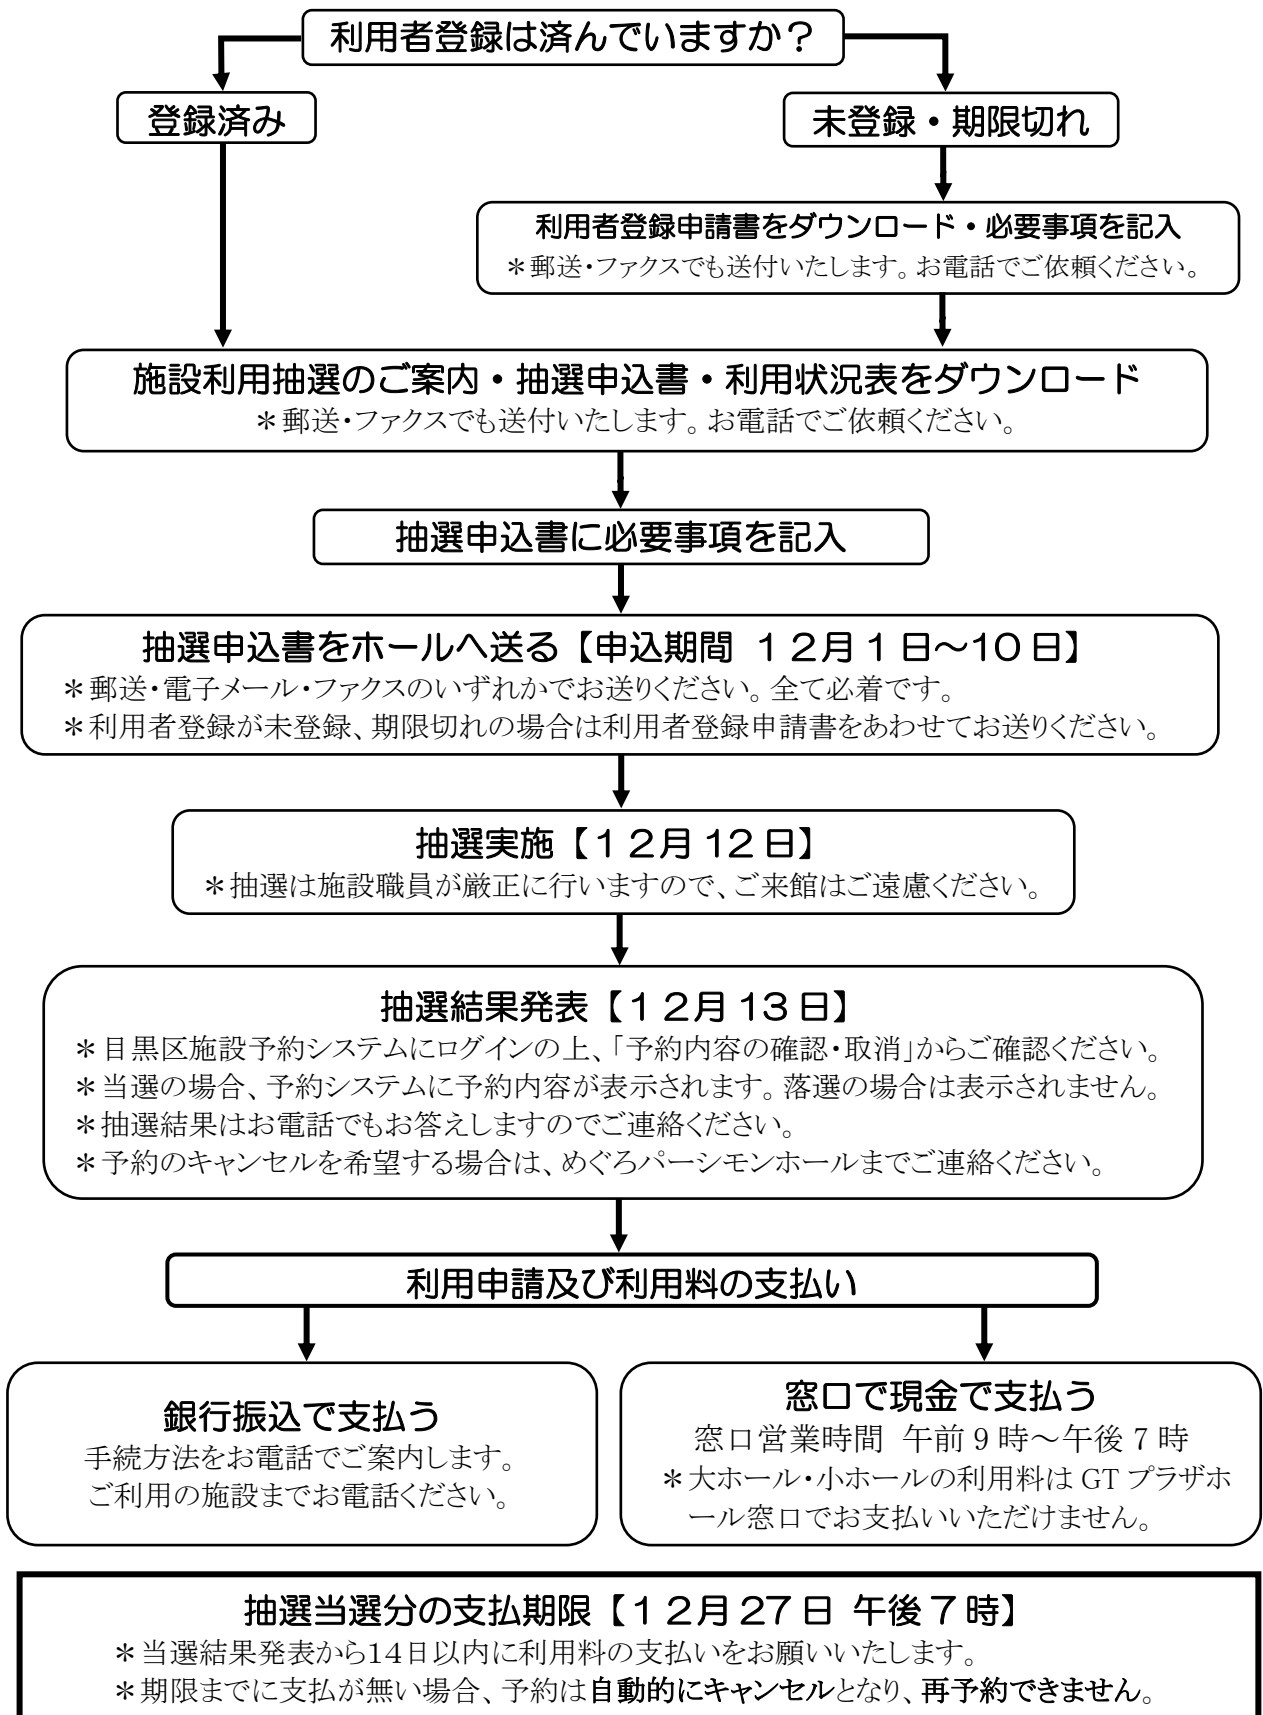 利用者登録は済んでいますか？
登録済み
未登録・期限切れ
利用者登録申請書をダウンロード・必要事項を記入
＊郵送・ファクスでも送付いたします。お電話でご依頼ください。
施設利用抽選のご案内・抽選申込書・利用状況表をダウンロード
＊郵送・ファクスでも送付いたします。お電話でご依頼ください。
抽選申込書に必要事項を記入
抽選申込書をホールへ送る【申込期間 １２月１日～10日】
＊郵送・電子メール・ファクスのいずれかでお送りください。全て必着です。
＊利用者登録が未登録、期限切れの場合は利用者登録申請書をあわせてお送りください。
抽選実施【１２月12日】
＊抽選は施設職員が厳正に行いますので、ご来館はご遠慮ください。
抽選結果発表【１２月13日】
＊目黒区施設予約システムにログインの上、「予約内容の確認・取消」からご確認ください。
＊当選の場合、予約システムに予約内容が表示されます。落選の場合は表示されません。
＊抽選結果はお電話でもお答えしますのでご連絡ください。
＊予約のキャンセルを希望する場合は、めぐろパーシモンホールまでご連絡ください。
利用申請及び利用料の支払い
銀行振込で支払う
手続方法をお電話でご案内します。
ご利用の施設までお電話ください。
窓口で現金で支払う
窓口営業時間 午前9時～午後7時
＊大ホール・小ホールの利用料は GT プラザホ
ール窓口でお支払いいただけません。
抽選当選分の支払期限【１２月27日 午後７時】
＊当選結果発表から14日以内に利用料の支払いをお願いいたします。
＊期限までに支払が無い場合、予約は自動的にキャンセルとなり、再予約できません。